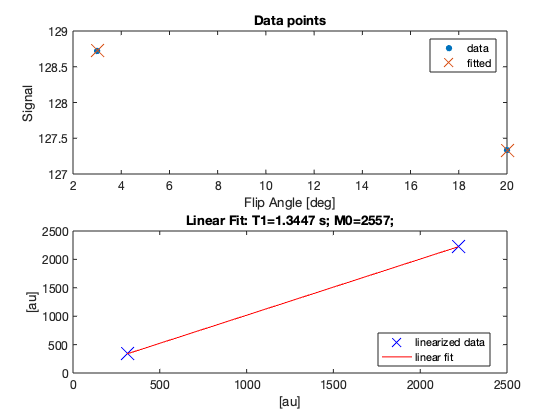 Data points
129
128.5
128
127.5
127
Signal
data
fitted
2 4 6 8 10 12 14 16 18 20
Flip Angle [deg]
Linear Fit: T1=1.3447 s; M0=2557;
2500
2000
1500
1000
500
0
[au]
linearized data
linear fit
0 500 1000 1500 2000 2500
[au]